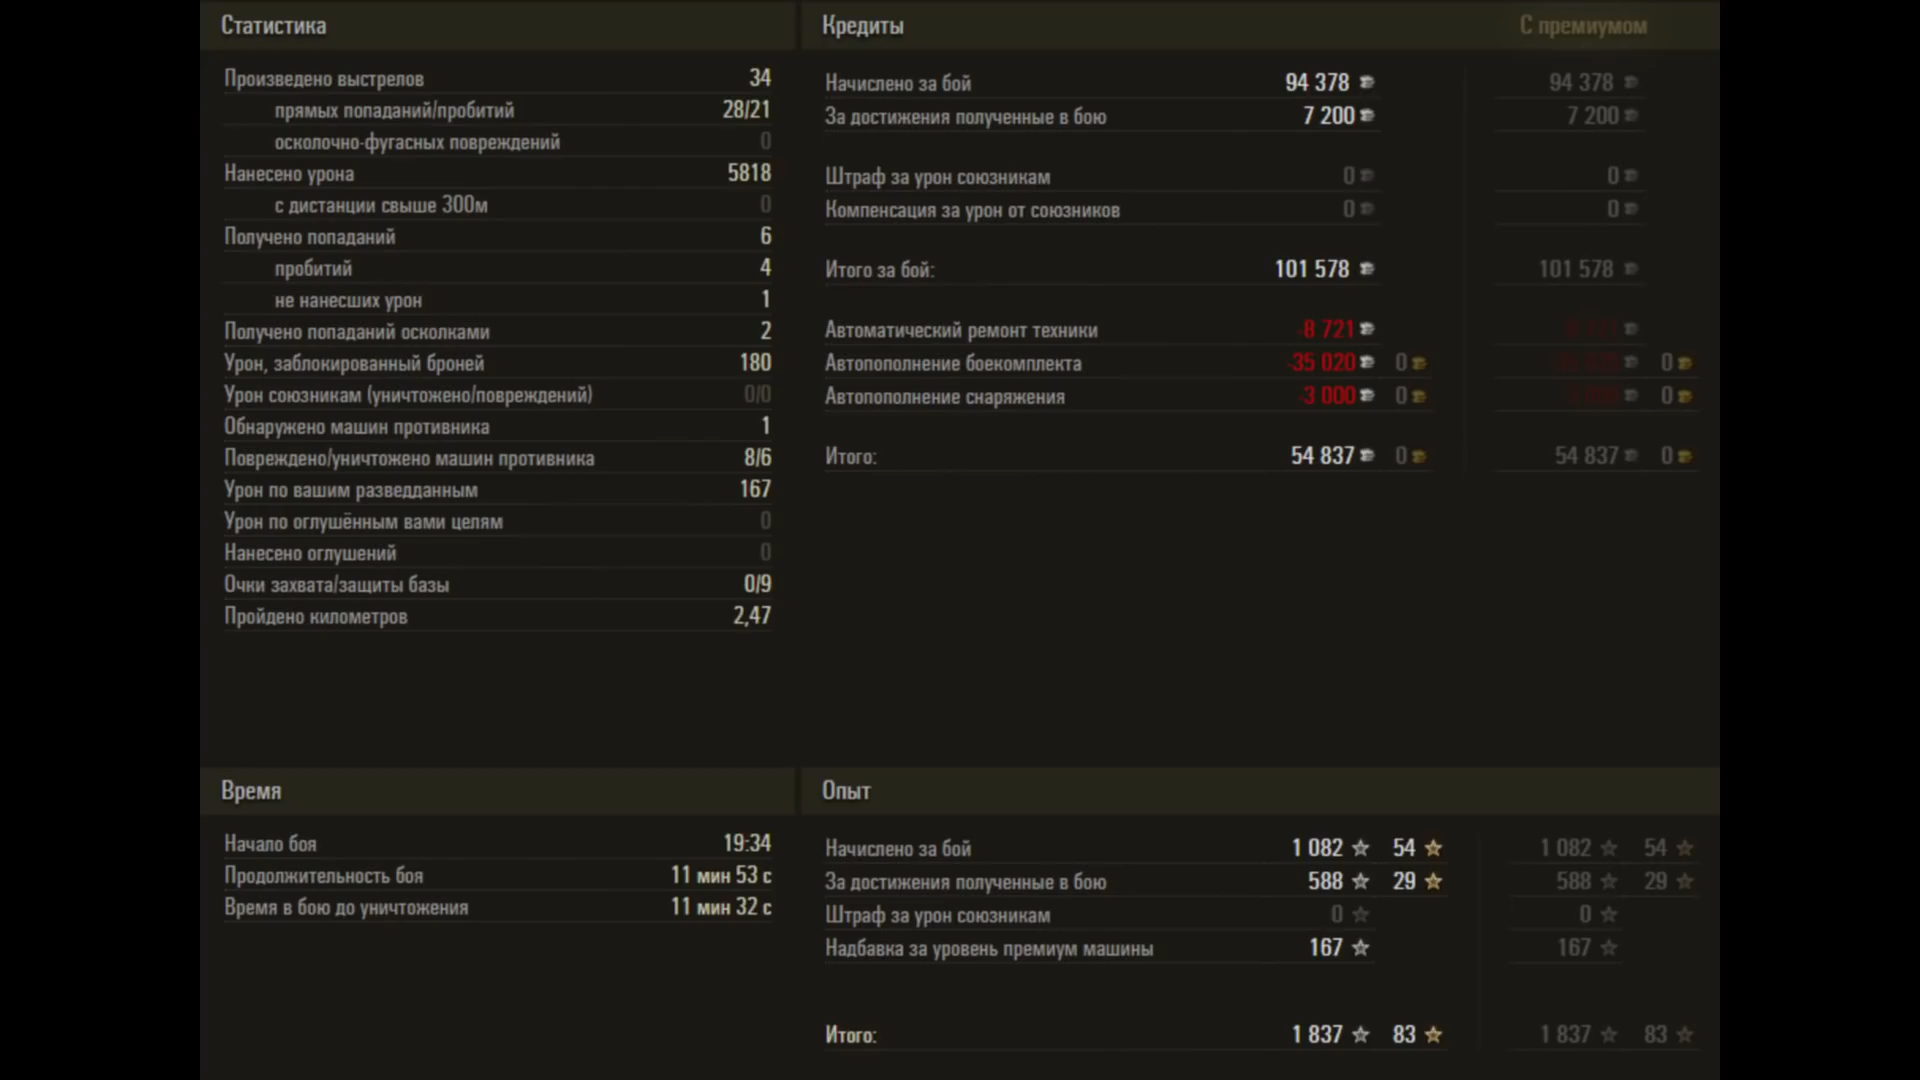 Статистика
Произведено выстрелов 34
прямых попаданий/пробитий 28/21
осколочно-фугасных повреждений 0
Нанесено урона 5818
с дистанции свыше 300м 0
Получено попаданий 6
пробитий 4
не нанесших урон 1
Получено попаданий осколками 2
Урон, заблокированный броней 180
Урон союзникам (уничтожено/повреждений) 0/0
Обнаружено машин противника 1
Повреждено/уничтожено машин противника 8/6
Урон по вашим разведданным 167
Урон по оглушённым вами целям 0
Нанесено оглушений 0
Очки захвата/защиты базы 0/9
Пройдено километров 2,47
Кредиты С премиумом
Начислено за бой 94 378 94 378
За достижения полученные в бою 7 200 7 200
Штраф за урон союзникам 0 0
Компенсация за урон от союзников 0 0
Итого за бой: 101 578 101 578
Автоматический ремонт техники -8 721
Автопополнение боекомплекта -35 020 0 0
Автопополнение снаряжения -3 000 0 0
Итого: 54 837 0 54 837 0
Время
Начало боя 19:34
Продолжительность боя 11 мин 53 с
Время в бою до уничтожения 11 мин 32 с
Опыт
Начислено за бой 1 082 54 1 082 54
За достижения полученные в бою 588 29 588 29
Штраф за урон союзникам 0 0
Надбавка за уровень премиум машины 167 167
Итого: 1 837 83 1 837 83